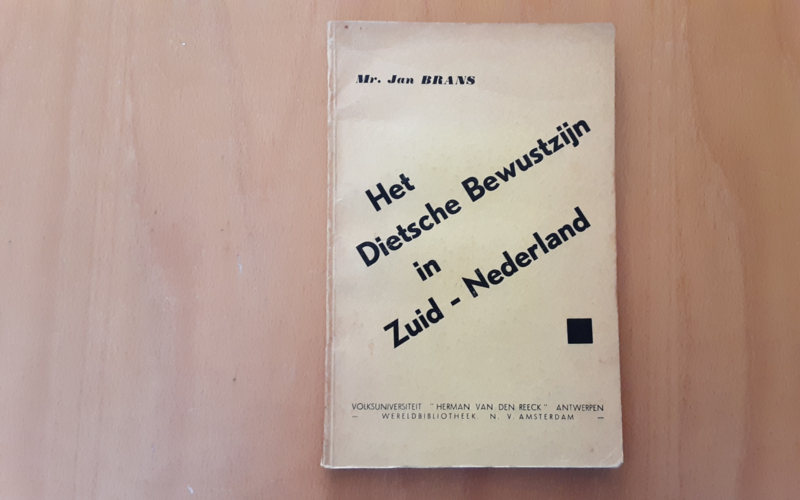 Mr. Jan BRANS
Het
Dietsche Bewustzijn
in
Zuid - Nederland
VOLKSUNIVERSITEIT "HERMAN VAN DEN REECK" ANTWERPEN
— WERELDBIBLIOTHEEK N. V. AMSTERDAM —